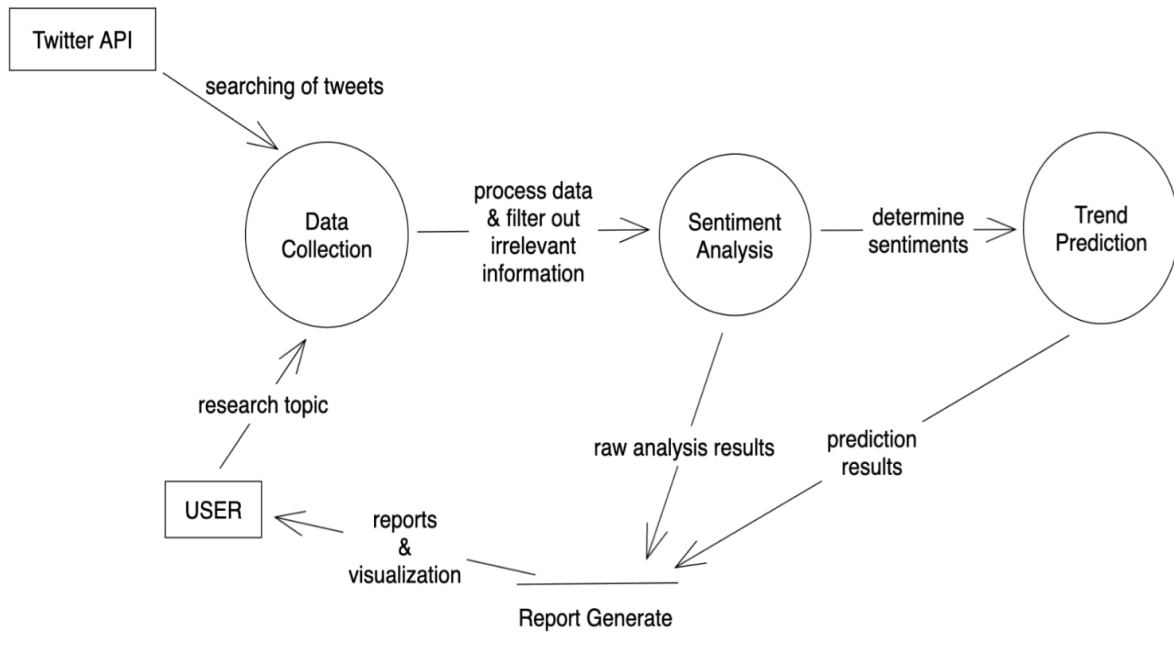 Twitter API
searching of tweets
Data
Collection
process data
& filter out
irrelevant
information
Sentiment
Analysis
determine
sentiments
Trend
Prediction
research topic
raw analysis results
prediction
results
USER
reports
&
visualization
Report Generate